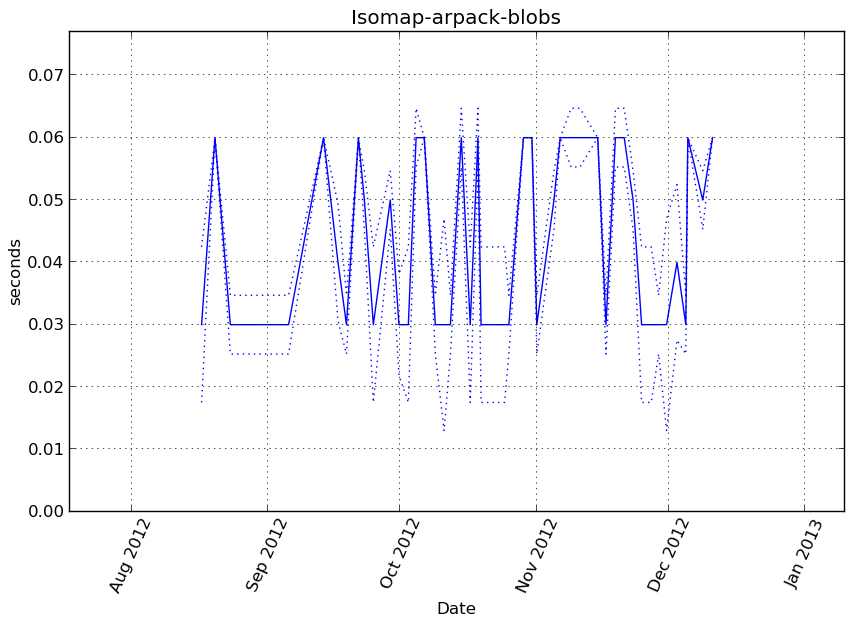 Isomap-arpack-blobs
0.07
0.06
0.05
0.04
0.03
0.02
0.01
0.00
seconds
Aug 2012
Sep 2012
Oct 2012
Nov 2012
Dec 2012
Jan 2013
Date